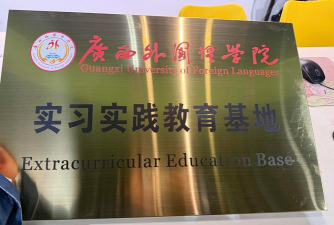 广西外国语学院
Guangxi University of Foreign Languages
实习实践教育基地
Extracurricular Education Base